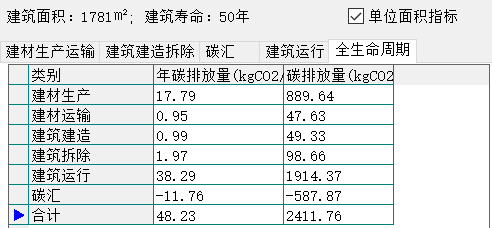 建筑面积：1781㎡；建筑寿命：50年 单位面积指标
建材生产运输 建筑建造拆除 碳汇 建筑运行 全生命周期
类别 年碳排放量(kgCO2/ 碳排放量(kgCO2
建材生产 17.79 889.64
建材运输 0.95 47.63
建筑建造 0.99 49.33
建筑拆除 1.97 98.66
建筑运行 38.29 1914.37
碳汇 -11.76 -587.87
合计 48.23 2411.76